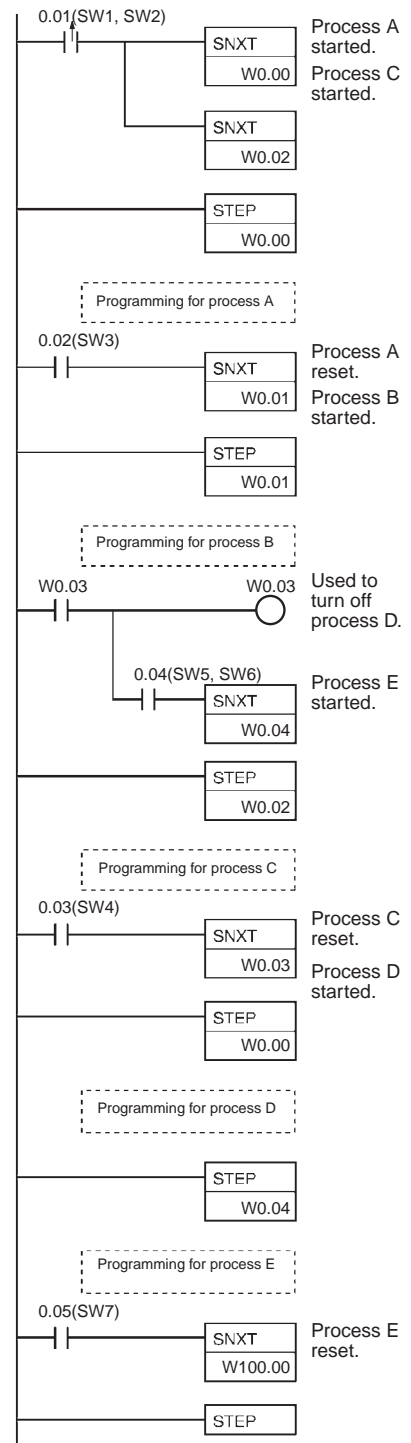 0.01(SW1, SW2)
SNXT
W0.00
Process A
started.
Process C
started.
SNXT
W0.02
STEP
W0.00
Programming for process A
0.02(SW3)
SNXT
W0.01
Process A
reset.
Process B
started.
STEP
W0.01
Programming for process B
W0.03
W0.03
Used to
turn off
process D.
0.04(SW5, SW6)
SNXT
W0.04
Process E
started.
STEP
W0.02
Programming for process C
0.03(SW4)
SNXT
W0.03
Process C
reset.
Process D
started.
STEP
W0.00
Programming for process D
STEP
W0.04
Programming for process E
0.05(SW7)
SNXT
W100.00
Process E
reset.
STEP